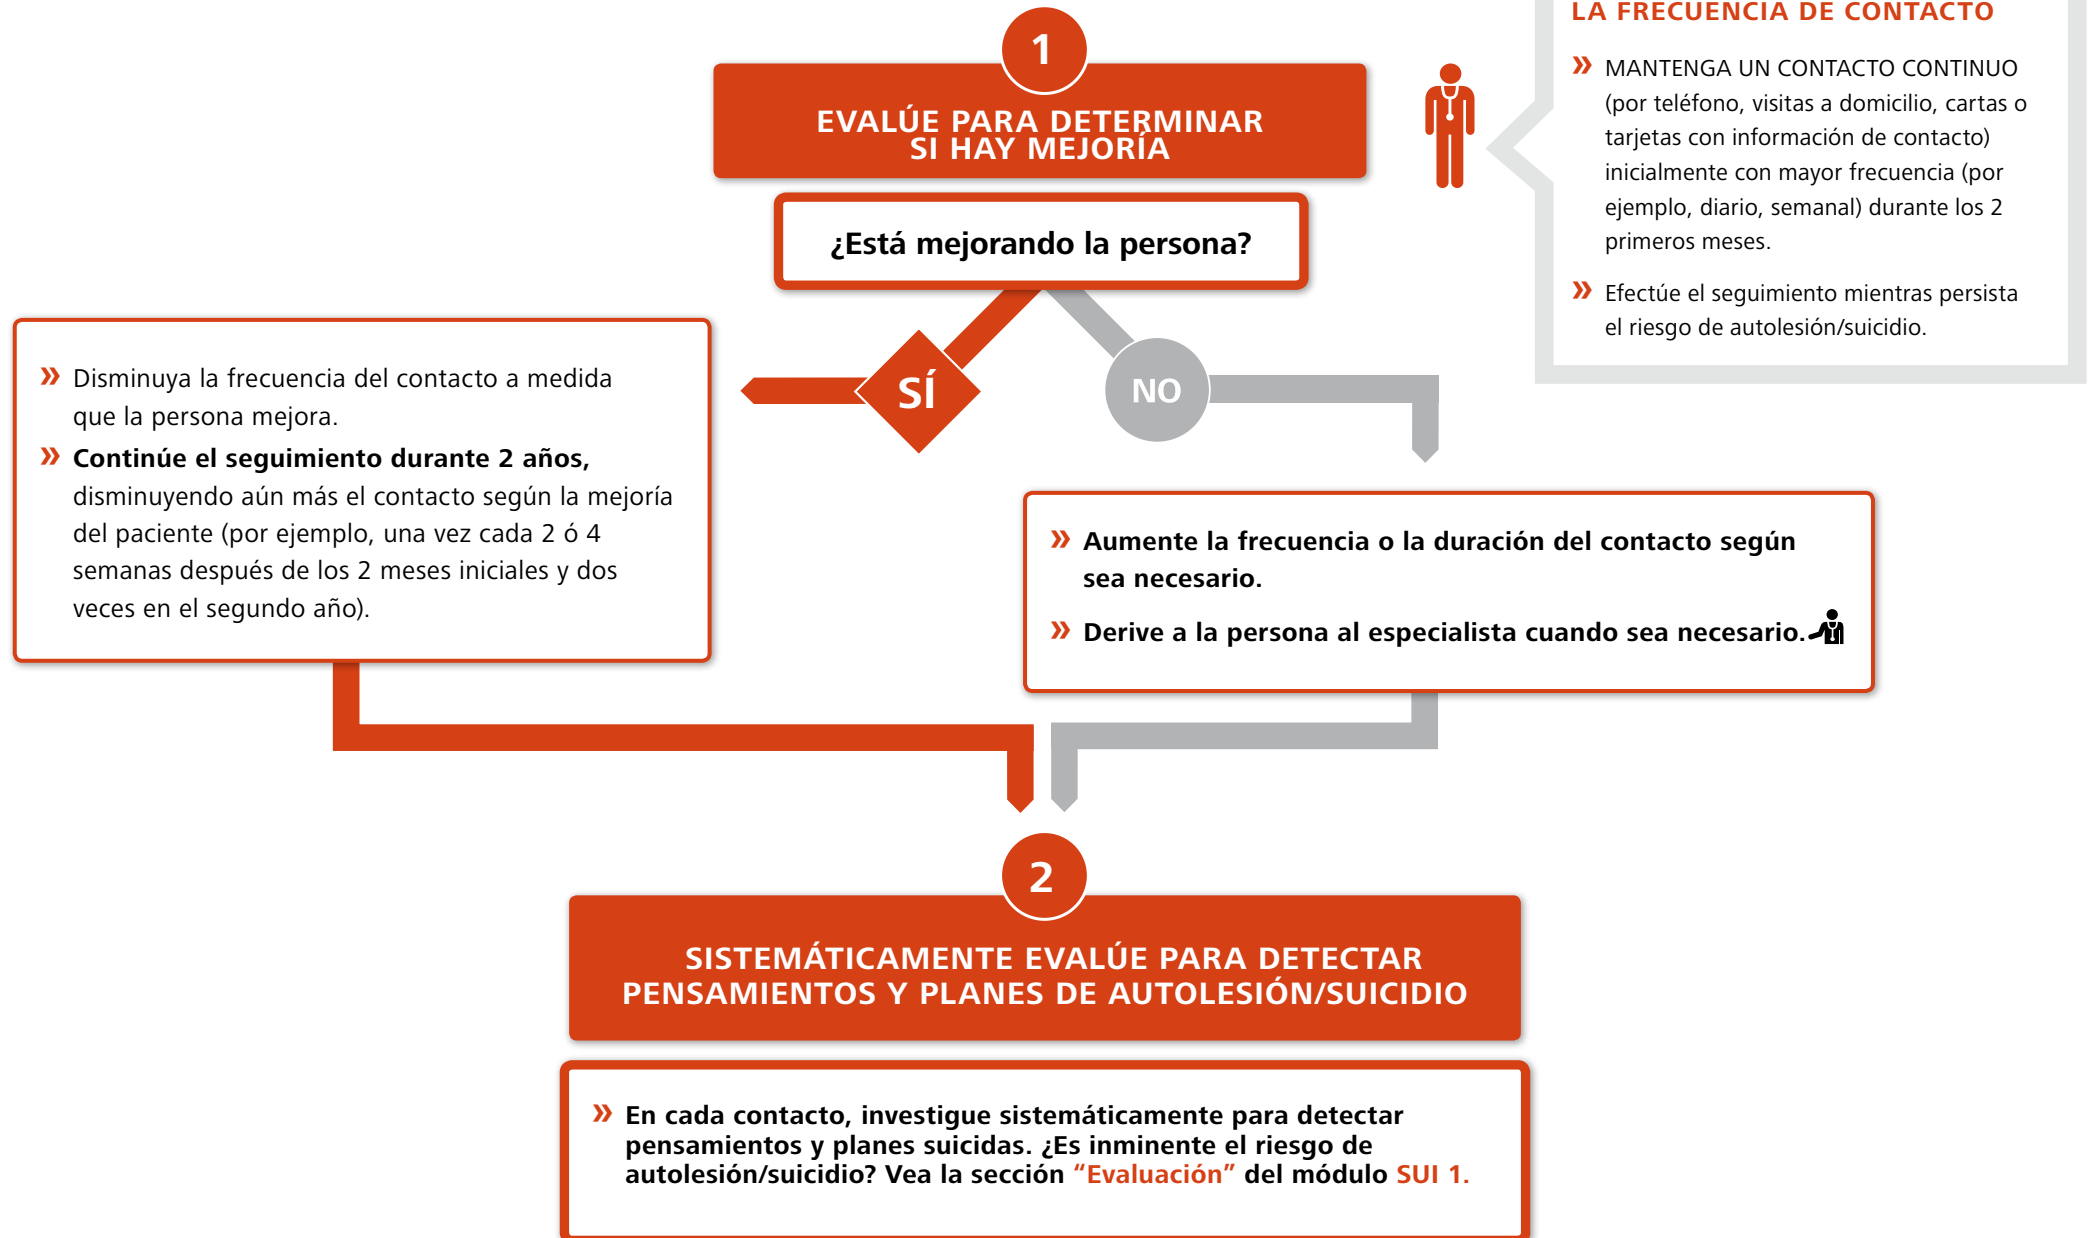 1
EVALÚE PARA DETERMINAR
SI HAY MEJORÍA
¿Está mejorando la persona?
LA FRECUENCIA DE CONTACTO
» MANTENGA UN CONTACTO CONTINUO
(por teléfono, visitas a domicilio, cartas o
tarjetas con información de contacto)
inicialmente con mayor frecuencia (por
ejemplo, diario, semanal) durante los 2
primeros meses.
» Efectúe el seguimiento mientras persista
el riesgo de autolesión/suicidio.
SÍ
NO
» Disminuya la frecuencia del contacto a medida
que la persona mejora.
» Continúe el seguimiento durante 2 años,
disminuyendo aún más el contacto según la mejoría
del paciente (por ejemplo, una vez cada 2 ó 4
semanas después de los 2 meses iniciales y dos
veces en el segundo año).
» Aumente la frecuencia o la duración del contacto según
sea necesario.
» Derive a la persona al especialista cuando sea necesario.
2
SISTEMÁTICAMENTE EVALÚE PARA DETECTAR
PENSAMIENTOS Y PLANES DE AUTOLESIÓN/SUICIDIO
» En cada contacto, investigue sistemáticamente para detectar
pensamientos y planes suicidas. ¿Es inminente el riesgo de
autolesión/suicidio? Vea la sección “Evaluación” del módulo SUI 1.